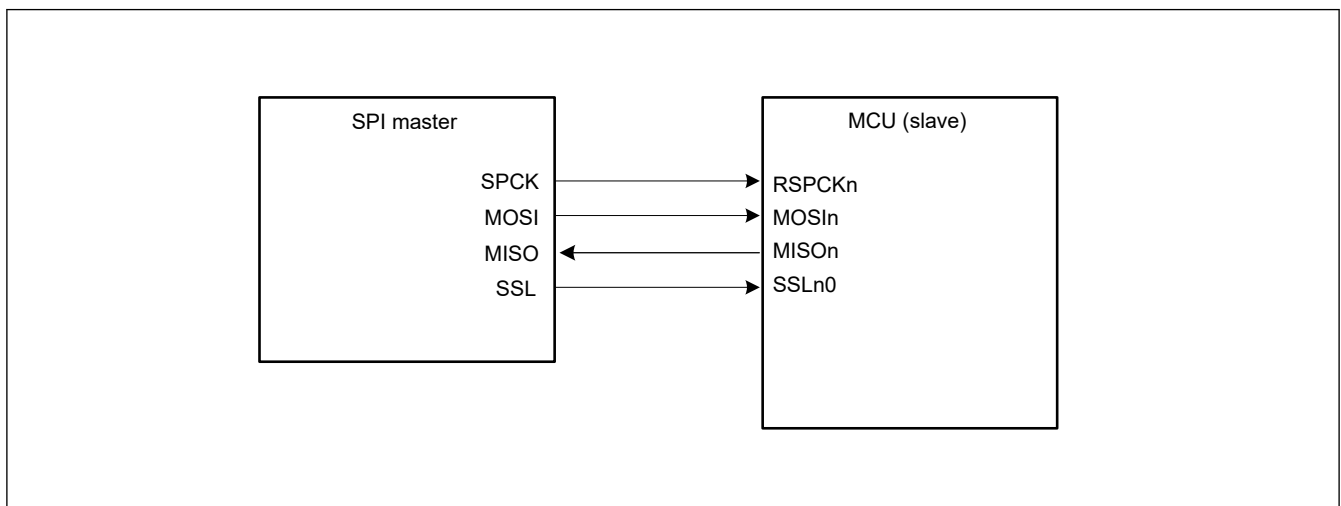 SPI master
SPCK
MOSI
MISO
SSL
MCU (slave)
RSPCKn
MOSIn
MISOn
SSLn0